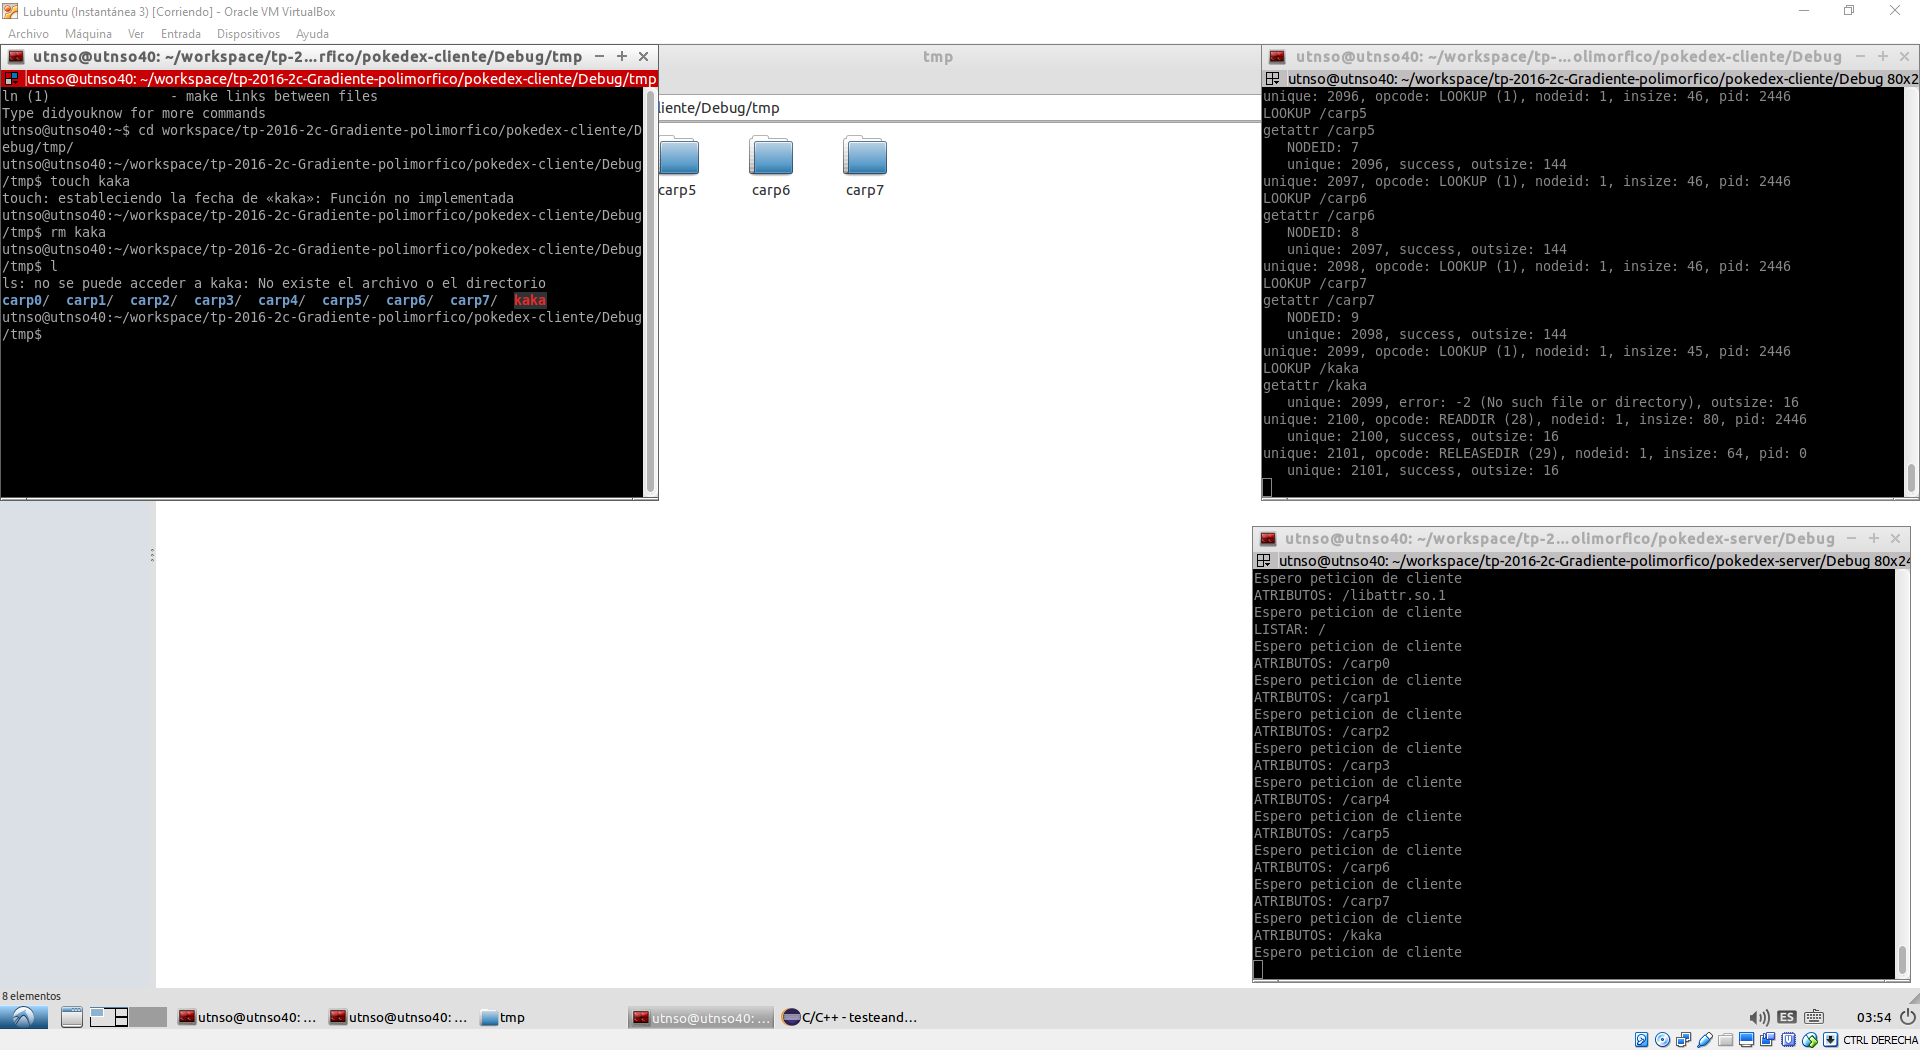 Lubuntu (Instantánea 3) [Corriendo] - Oracle VM VirtualBox
Archivo Máquina Ver Entrada Dispositivos Ayuda
utnso@utnso40: ~/workspace/tp-2...rfico/pokedex-cliente/Debug/tmp
utnso@utnso40: ~/workspace/tp-2016-2c-Gradiente-polimorfico/pokedex-cliente/Debug/tmp
ln (1) - make links between files
Type didyouknow for more commands
utnso@utnso40:~$ cd workspace/tp-2016-2c-Gradiente-polimorfico/pokedex-cliente/D
ebug/tmp/
utnso@utnso40:~/workspace/tp-2016-2c-Gradiente-polimorfico/pokedex-cliente/Debug
/tmp$ touch kaka
touch: estableciendo la fecha de «kaka»: Función no implementada
utnso@utnso40:~/workspace/tp-2016-2c-Gradiente-polimorfico/pokedex-cliente/Debug
/tmp$ rm kaka
utnso@utnso40:~/workspace/tp-2016-2c-Gradiente-polimorfico/pokedex-cliente/Debug
/tmp$ l
ls: no se puede acceder a kaka: No existe el archivo o el directorio
carp0/ carp1/ carp2/ carp3/ carp4/ carp5/ carp6/ carp7/ kaka
utnso@utnso40:~/workspace/tp-2016-2c-Gradiente-polimorfico/pokedex-cliente/Debug
/tmp$
tmp
liente/Debug/tmp
carp5 carp6 carp7
utnso@utnso40: ~/workspace/tp-...olimorfico/pokedex-cliente/Debug
utnso@utnso40: ~/workspace/tp-2016-2c-Gradiente-polimorfico/pokedex-cliente/Debug 80x2
unique: 2096, opcode: LOOKUP (1), nodeid: 1, insize: 46, pid: 2446
LOOKUP /carp5
getattr /carp5
NODEID: 7
unique: 2096, success, outsize: 144
unique: 2097, opcode: LOOKUP (1), nodeid: 1, insize: 46, pid: 2446
LOOKUP /carp6
getattr /carp6
NODEID: 8
unique: 2097, success, outsize: 144
unique: 2098, opcode: LOOKUP (1), nodeid: 1, insize: 46, pid: 2446
LOOKUP /carp7
getattr /carp7
NODEID: 9
unique: 2098, success, outsize: 144
unique: 2099, opcode: LOOKUP (1), nodeid: 1, insize: 45, pid: 2446
LOOKUP /kaka
getattr /kaka
unique: 2099, error: -2 (No such file or directory), outsize: 16
unique: 2100, opcode: READDIR (28), nodeid: 1, insize: 80, pid: 2446
unique: 2100, success, outsize: 16
unique: 2101, opcode: RELEASEDIR (29), nodeid: 1, insize: 64, pid: 0
unique: 2101, success, outsize: 16
utnso@utnso40: ~/workspace/tp-2...olimorfico/pokedex-server/Debug
utnso@utnso40: ~/workspace/tp-2016-2c-Gradiente-polimorfico/pokedex-server/Debug 80x24
Espero peticion de cliente
ATRIBUTOS: /libattr.so.1
Espero peticion de cliente
LISTAR: /
Espero peticion de cliente
ATRIBUTOS: /carp0
Espero peticion de cliente
ATRIBUTOS: /carp1
Espero peticion de cliente
ATRIBUTOS: /carp2
Espero peticion de cliente
ATRIBUTOS: /carp3
Espero peticion de cliente
ATRIBUTOS: /carp4
Espero peticion de cliente
ATRIBUTOS: /carp5
Espero peticion de cliente
ATRIBUTOS: /carp6
Espero peticion de cliente
ATRIBUTOS: /carp7
Espero peticion de cliente
ATRIBUTOS: /kaka
Espero peticion de cliente
8 elementos
utnso@utnso40: ... utnso@utnso40: ... tmp utnso@utnso40: ... C/C++ - testeand... ES 03:54
CTRL DERECHA